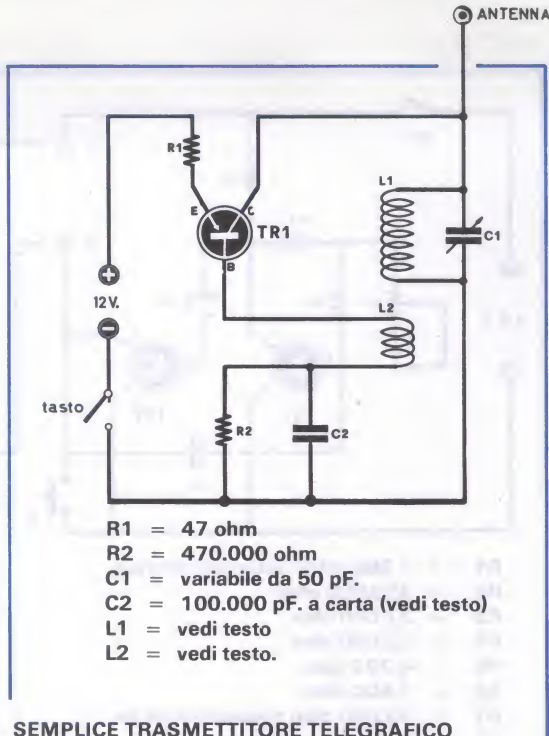 ANTENNA
R1
E
C
TR1
B
L1
C1
12V.
L2
tasto
R2
C2
R1 = 47 ohm
R2 = 470.000 ohm
C1 = variabile da 50 pF.
C2 = 100.000 pF. a carta (vedi testo)
L1 = vedi testo
L2 = vedi testo.
SEMPLICE TRASMETTITORE TELEGRAFICO